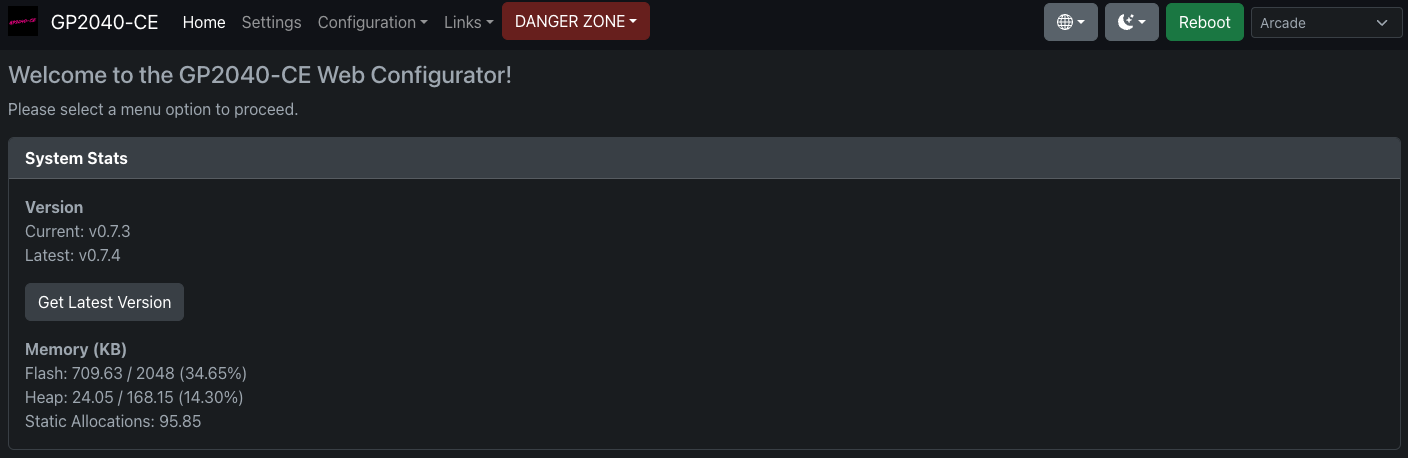 GP2040-CE Home Settings Configuration Links DANGER ZONE Reboot Arcade
Welcome to the GP2040-CE Web Configurator!
Please select a menu option to proceed.
System Stats
Version
Current: v0.7.3
Latest: v0.7.4
Get Latest Version
Memory (KB)
Flash: 709.63 / 2048 (34.65%)
Heap: 24.05 / 168.15 (14.30%)
Static Allocations: 95.85